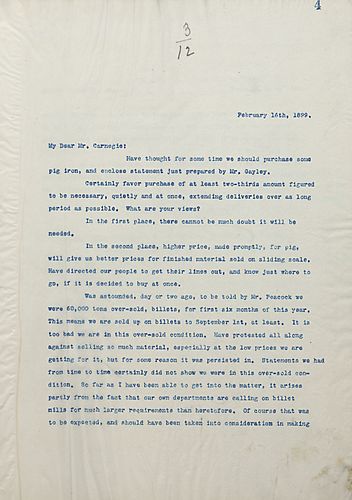 4
3
12
February 16th, 1899.
My Dear Mr. Carnegie:
Have thought for some time we should purchase some
pig iron, and enclose statement just prepared by Mr. Gayley.
Certainly favor purchase of at least two-thirds amount figured
to be necessary, quietly and at once, extending deliveries over as long
period as possible. What are your views?
In the first place, there cannot be much doubt it will be
needed.
In the second place, higher price, made promptly, for pig,
will give us better prices for finished material sold on sliding scale.
Have directed our people to get their lines out, and know just where to
go, if it is decided to buy at once.
Was astounded, day or two ago, to be told by Mr. Peacock we
were 60,000 tons over-sold, billets, for first six months of this year.
This means we are sold up on billets to September 1st, at least. It is
too bad we are in this over-sold condition. Have protested all along
against selling so much material, especially at the low prices we are
getting for it, but for some reason it was persisted in. Statements we had
from time to time certainly did not show we were in this over-sold con-
dition. So far as I have been able to get into the matter, it arises
partly from the fact that our own departments are calling on billet
mills for much larger requirements than heretofore. Of course that was
to be expected, and should have been taken into consideration in making